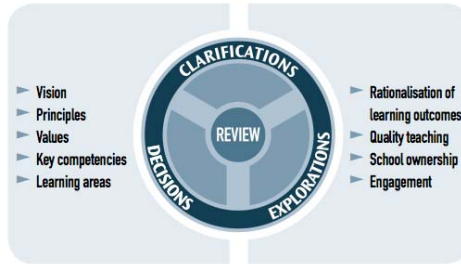 CLARIFICATIONS
Vision
Principles
Values
Key competencies
Learning areas
REVIEW
DECISIONS
EXPLORATIONS
Rationalisation of
learning outcomes
Quality teaching
School ownership
Engagement